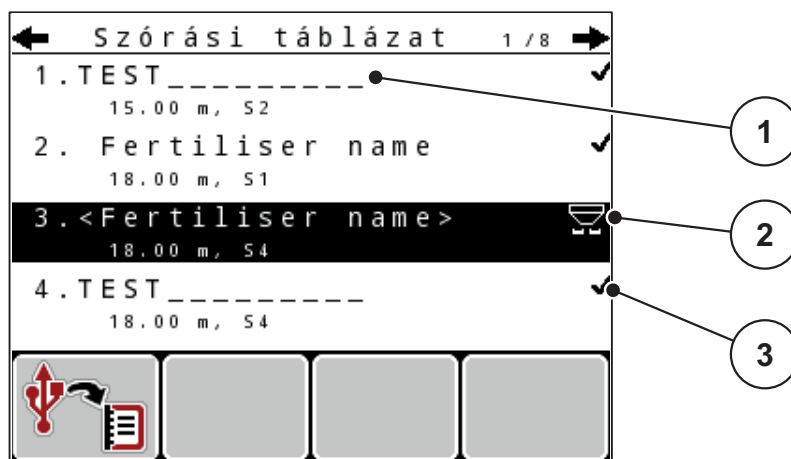 Szórási táblázat 1/8
1.TEST_________
15.00 m, S2
2. Fertiliser name
18.00 m, S1
3.<Fertiliser name>
18.00 m, S4
4.TEST_________
18.00 m, S4
1
2
3